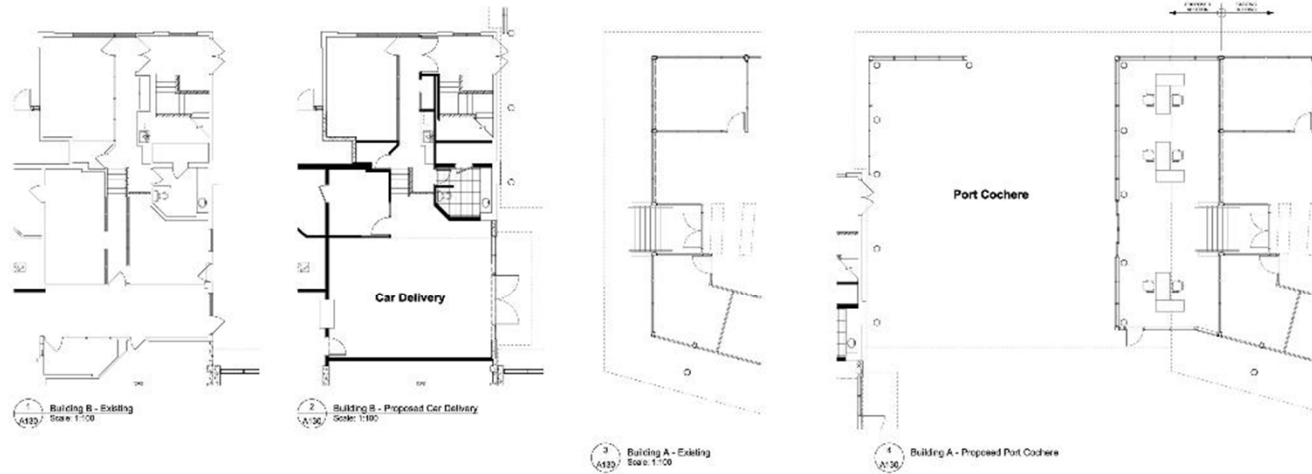 Port Cochere
Car Delivery
1
A130
Building B - Existing
Scale: 1:100
2
A130
Building B - Proposed Car Delivery
Scale: 1:100
3
A130
Building A - Existing
Scale: 1:100
4
A130
Building A - Proposed Port Cochere